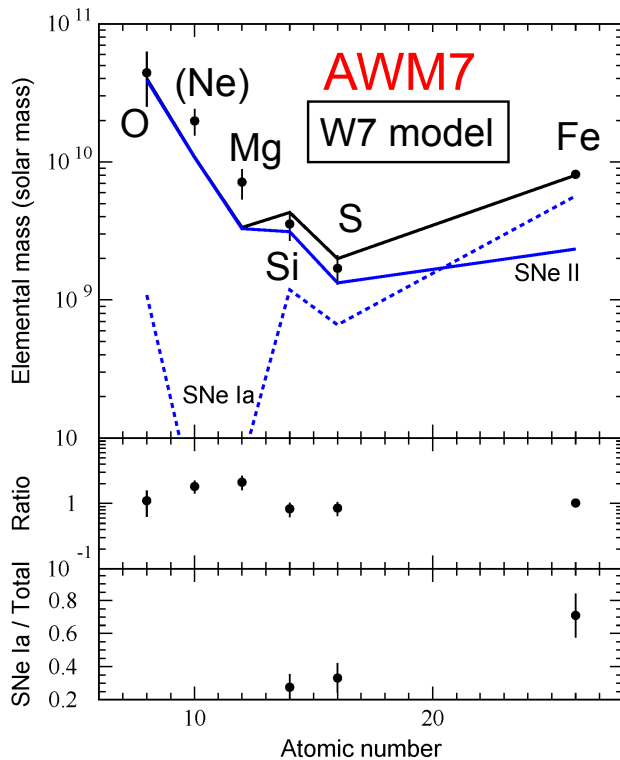 10^11
AWM7
W7 model
O
(Ne)
Mg
Si
S
Fe
10^10
10^9
SNe II
SNe Ia
10
Elemental mass (solar mass)
Ratio
1
-1
10
SNe Ia / Total
0.8
0.6
0.4
0.2
10
20
Atomic number